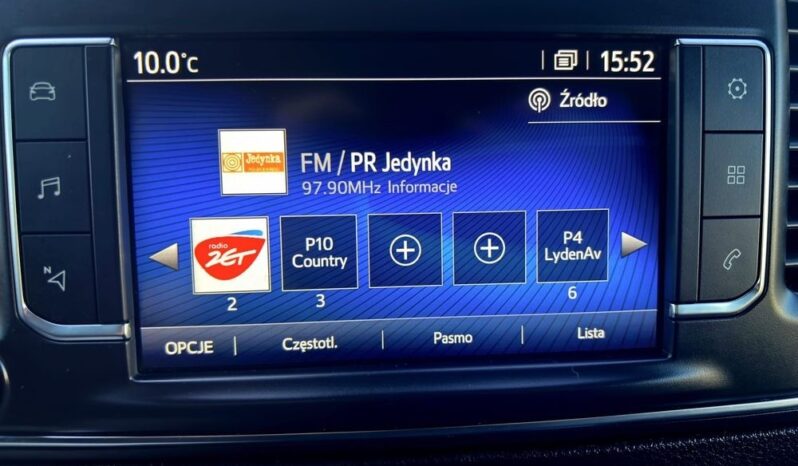 10.0°C
15:52
Źródło
Jedynka
FM / PR Jedynka
97.90MHz Informacje
radio
ZET
P10
Country
P4
LydenAv
2
3
6
OPCJE
Częstotl.
Pasmo
Lista
N